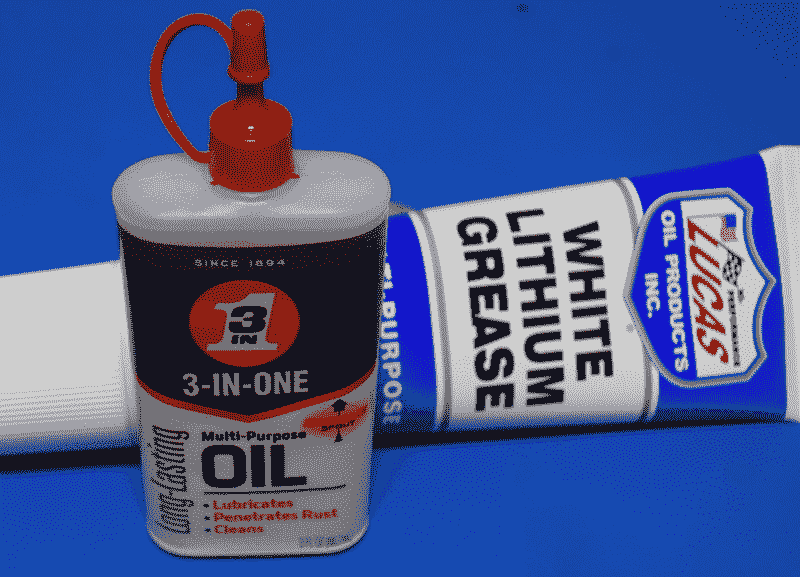 SINCE 1894
3
IN
1
3-IN-ONE
Long-Lasting
SPOUT
Multi-Purpose
OIL
• Lubricates
• Penetrates Rust
• Cleans
PURPOSE
WHITE
LITHIUM
GREASE
LUCAS
OIL PRODUCTS
INC.